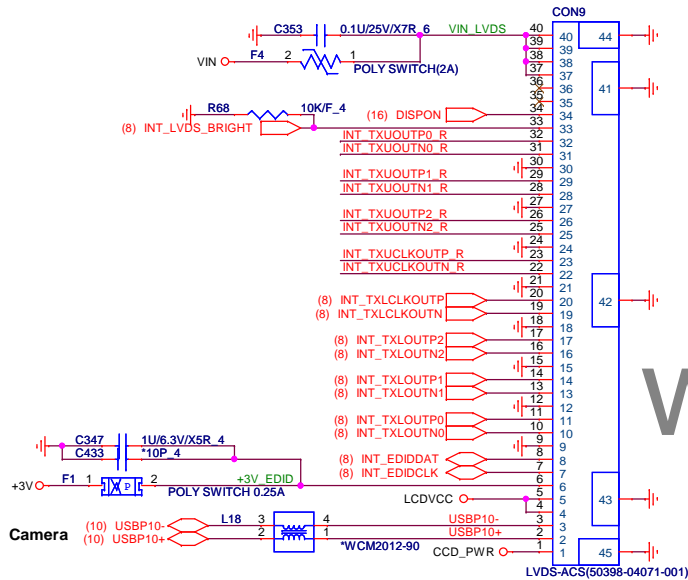 CON9
C353 0.1U/25V/X7R_6 VIN_LVDS 40 40 44
39 39
VIN F4 2 1 38 38
POLY SWITCH(2A) 37 37
36 36 41
35 35
R68 10K/F_4 (16) DISPON 34 34
(8) INT_LVDS_BRIGHT 33 33
INT_TXUOUTP0_R 32 32
INT_TXUOUTN0_R 31 31
30 30
INT_TXUOUTP1_R 29 29
INT_TXUOUTN1_R 28 28
27 27
INT_TXUOUTP2_R 26 26
INT_TXUOUTN2_R 25 25
24 24
INT_TXUCLKOUTP_R 23 23
INT_TXUCLKOUTN_R 22 22
21 21
(8) INT_TXLCLKOUTP 20 20 42
(8) INT_TXLCLKOUTN 19 19
18 18
(8) INT_TXLOUTP2 17 17
(8) INT_TXLOUTN2 16 16
15 15
(8) INT_TXLOUTP1 14 14
(8) INT_TXLOUTN1 13 13
12 12
(8) INT_TXLOUTP0 11 11
(8) INT_TXLOUTN0 10 10
C347 1U/6.3V/X5R_4 9 9
C433 *10P_4 (8) INT_EDIDDAT 8 8
(8) INT_EDIDCLK 7 7
+3V F1 1 P 2 +3V_EDID 6 6
POLY SWITCH 0.25A
LCDVCC 5 5 43
4 4
Camera (10) USBP10- L18 3 4 USBP10- 3 3
(10) USBP10+ 2 1 USBP10+ 2 2
*WCM2012-90 CCD_PWR 1 1 45
LVDS-ACS(50398-04071-001)